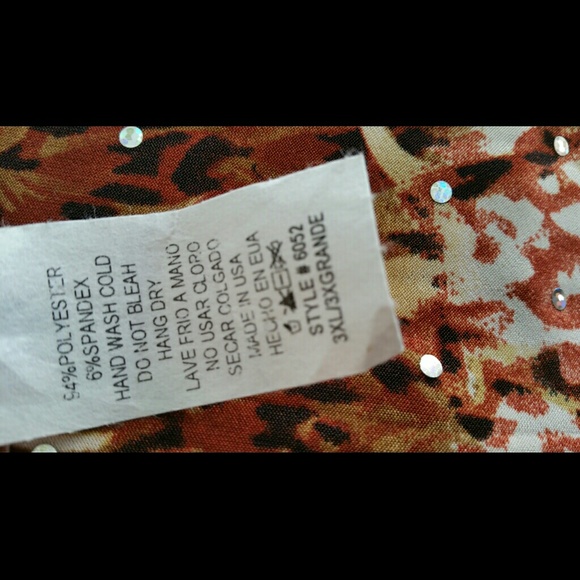 94%POLYESTER
6%SPANDEX
HAND WASH COLD
DO NOT BLEAH
HANG DRY
LAVE FRIO A MANO
NO USAR CLORO
SECAR COLGADO
MADE IN USA
HECHO EN EUA
STYLE # 6052
3XL/3XGRANDE